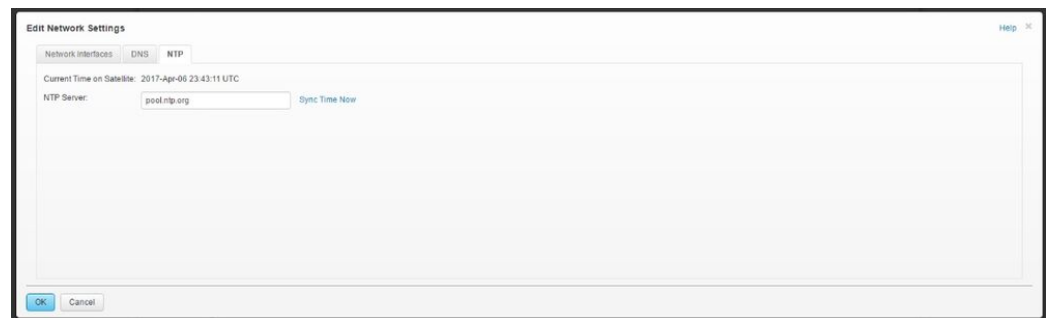 Edit Network Settings
Help
Network Interfaces DNS NTP
Current Time on Satellite: 2017-Apr-06 23:43:11 UTC
NTP Server: pool.ntp.org Sync Time Now
OK Cancel